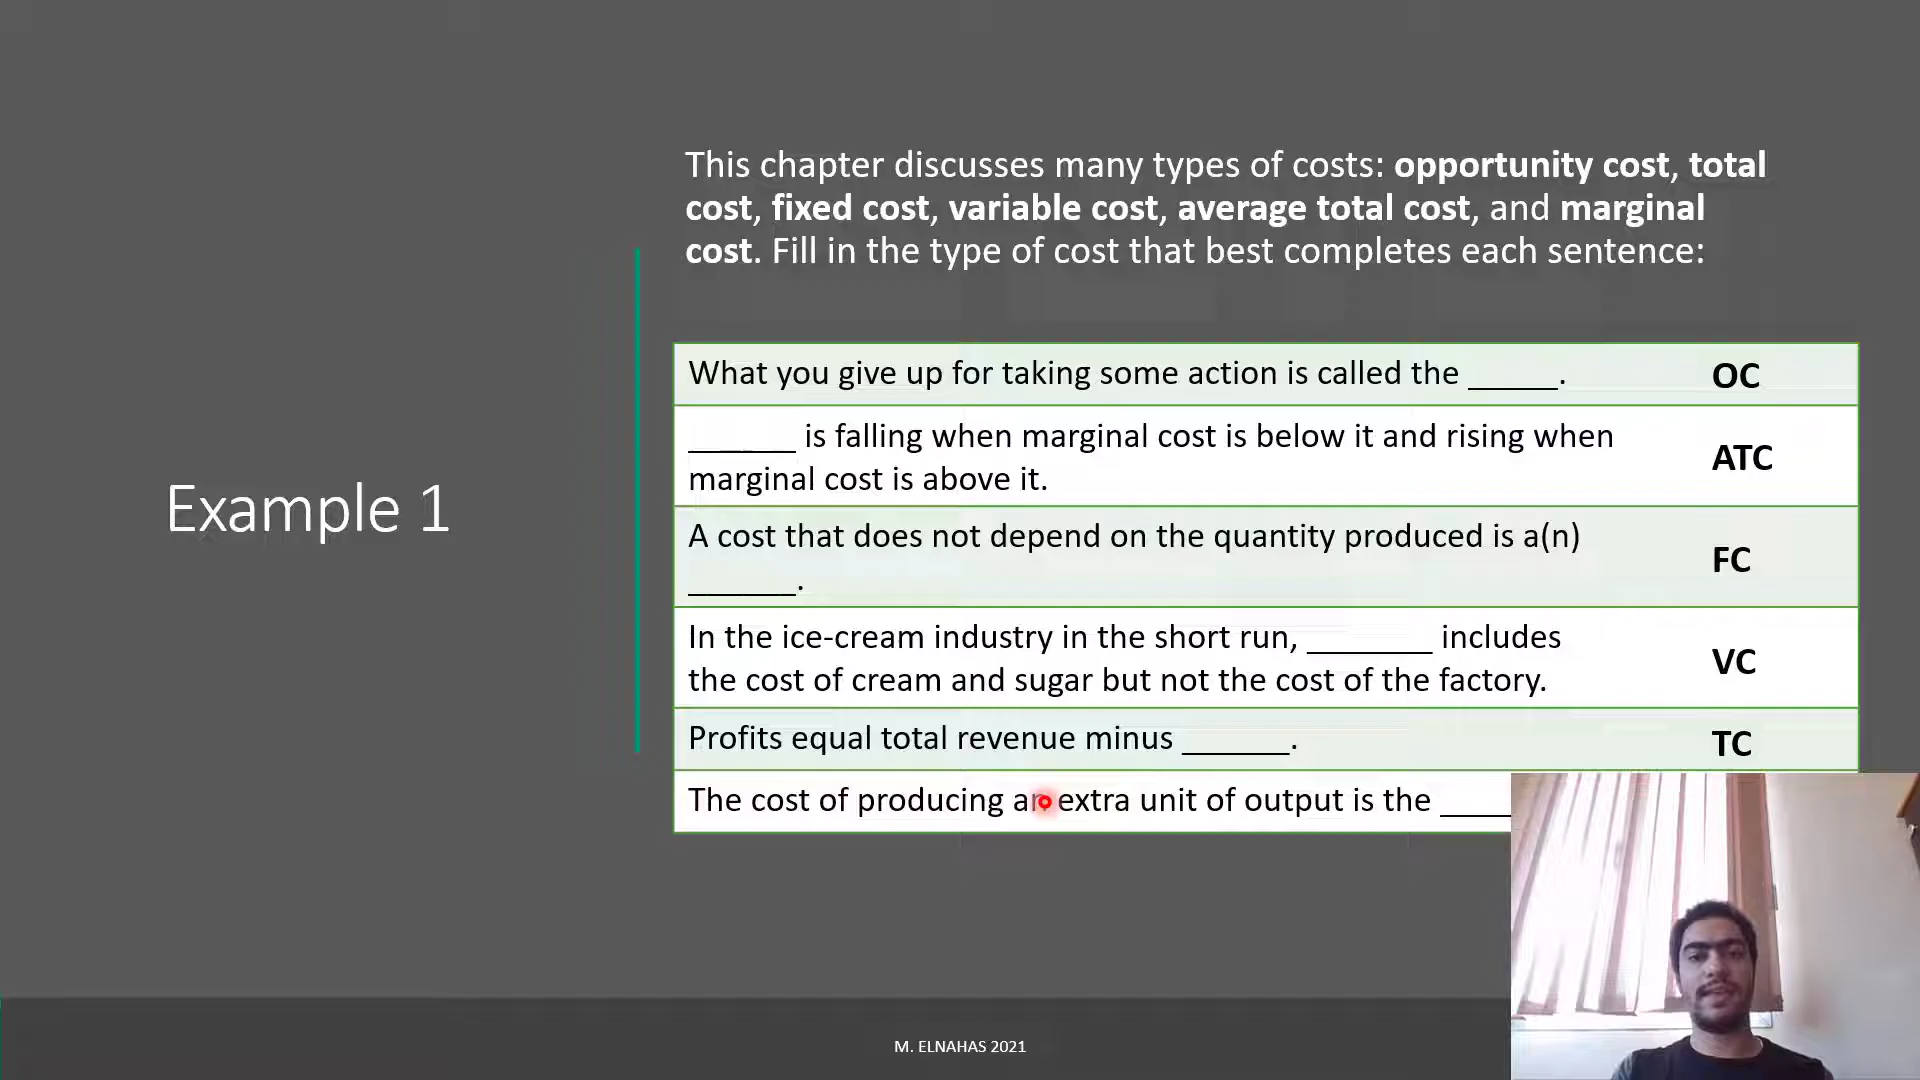 This chapter discusses many types of costs: opportunity cost, total
cost, fixed cost, variable cost, average total cost, and marginal
cost. Fill in the type of cost that best completes each sentence:
Example 1
What you give up for taking some action is called the _____. OC
______ is falling when marginal cost is below it and rising when
marginal cost is above it. ATC
A cost that does not depend on the quantity produced is a(n)
______. FC
In the ice-cream industry in the short run, _______ includes
the cost of cream and sugar but not the cost of the factory. VC
Profits equal total revenue minus ______. TC
The cost of producing an extra unit of output is the ____
M. ELNAHAS 2021